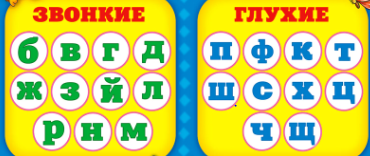 ЗВОНКИЕ
б в г д
ж з й л
р н м
ГЛУХИЕ
п ф к т
ш с х ц
ч щ